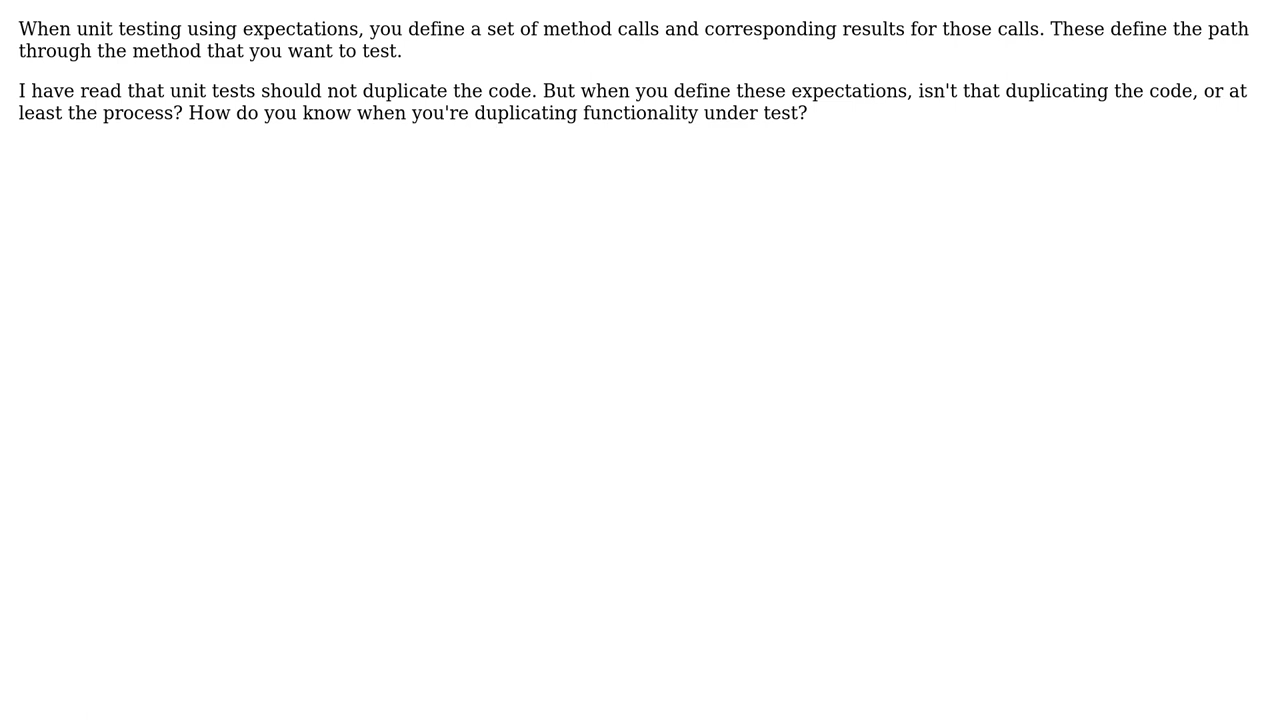 When unit testing using expectations, you define a set of method calls and corresponding results for those calls. These define the path
through the method that you want to test.
I have read that unit tests should not duplicate the code. But when you define these expectations, isn't that duplicating the code, or at
least the process? How do you know when you're duplicating functionality under test?